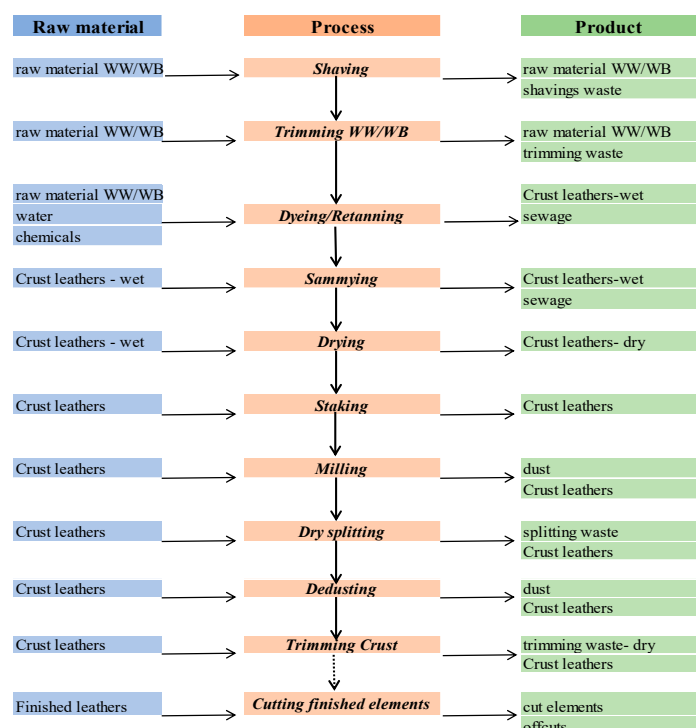 Raw material Process Product
raw material WW/WB Shaving raw material WW/WB
shavings waste
raw material WW/WB Trimming WW/WB raw material WW/WB
trimming waste
raw material WW/WB Crust leathers-wet
water Dyeing/Retanning sewage
chemicals
Crust leathers - wet Sammying Crust leathers-wet
sewage
Crust leathers - wet Drying Crust leathers- dry
Crust leathers Staking Crust leathers
Crust leathers Milling dust
Crust leathers
Crust leathers Dry splitting splitting waste
Crust leathers
Crust leathers Dedusting dust
Crust leathers
Crust leathers Trimming Crust trimming waste- dry
Crust leathers
Finished leathers Cutting finished elements cut elements
offcuts